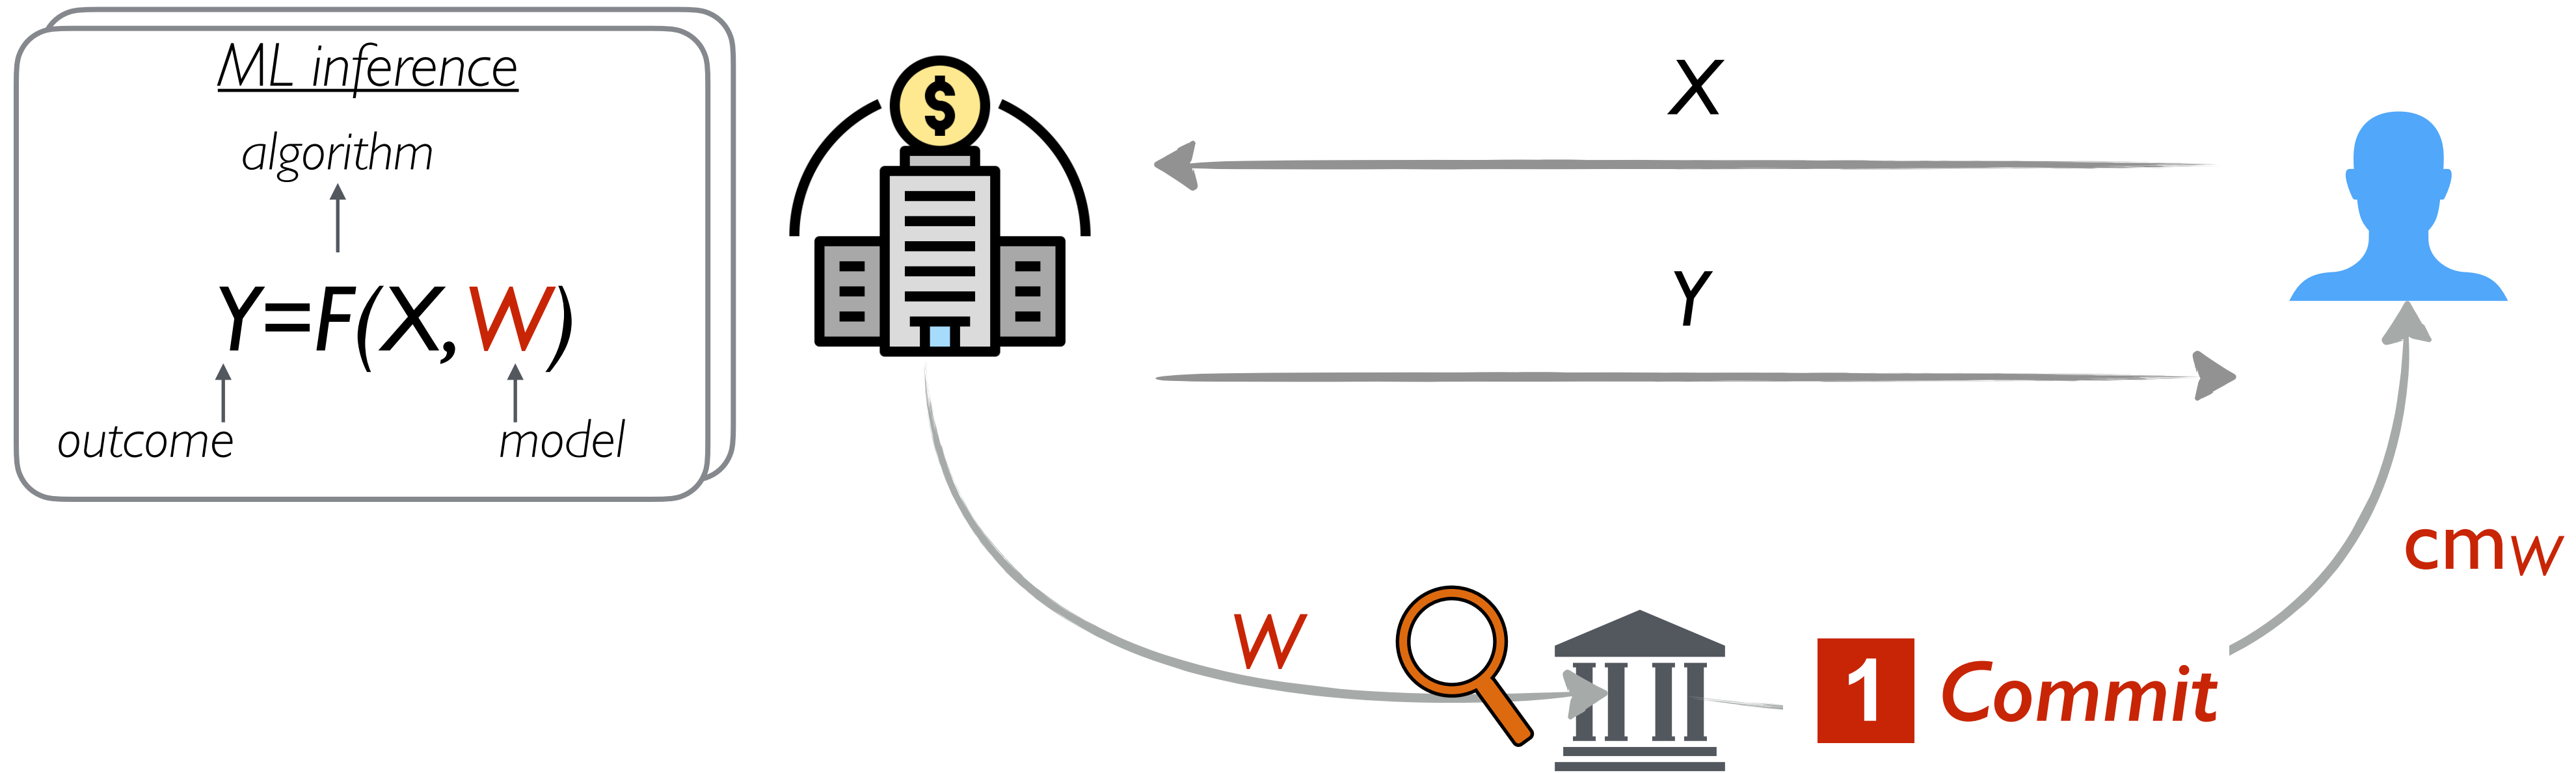 ML inference
algorithm
Y=F(X,W)
outcome
model
$
X
Y
W
1 Commit
cmw